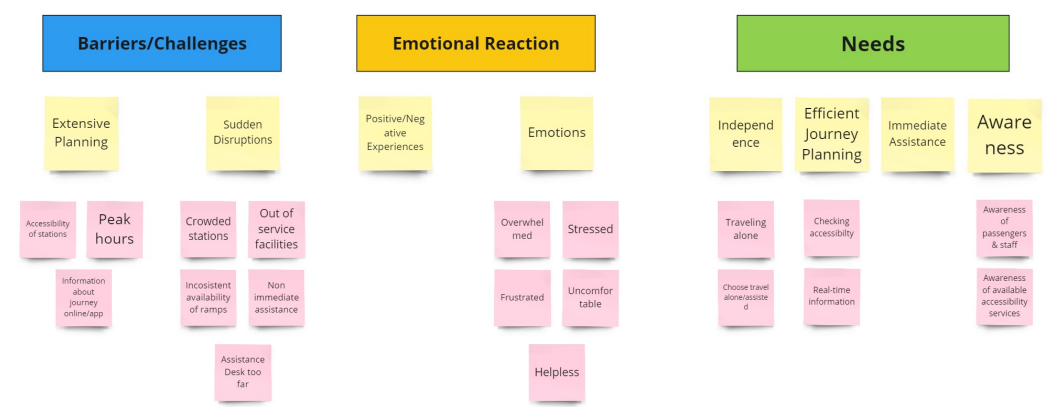 Barriers/Challenges
Emotional Reaction
Needs
Extensive
Planning
Sudden
Disruptions
Positive/Neg
ative
Experiences
Emotions
Independ
ence
Efficient
Journey
Planning
Immediate
Assistance
Aware
ness
Accessibility
of stations
Peak
hours
Information
about
journey
online/app
Crowded
stations
Out of
service
facilities
Incosistent
availability
of ramps
Non
immediate
assistance
Assistance
Desk too
far
Overwhel
med
Stressed
Frustrated
Uncomfor
table
Helpless
Traveling
alone
Choose travel
alone/assiste
d
Checking
accessibilty
Real-time
information
Awareness
of
passengers
& staff
Awareness
of available
accessibility
services